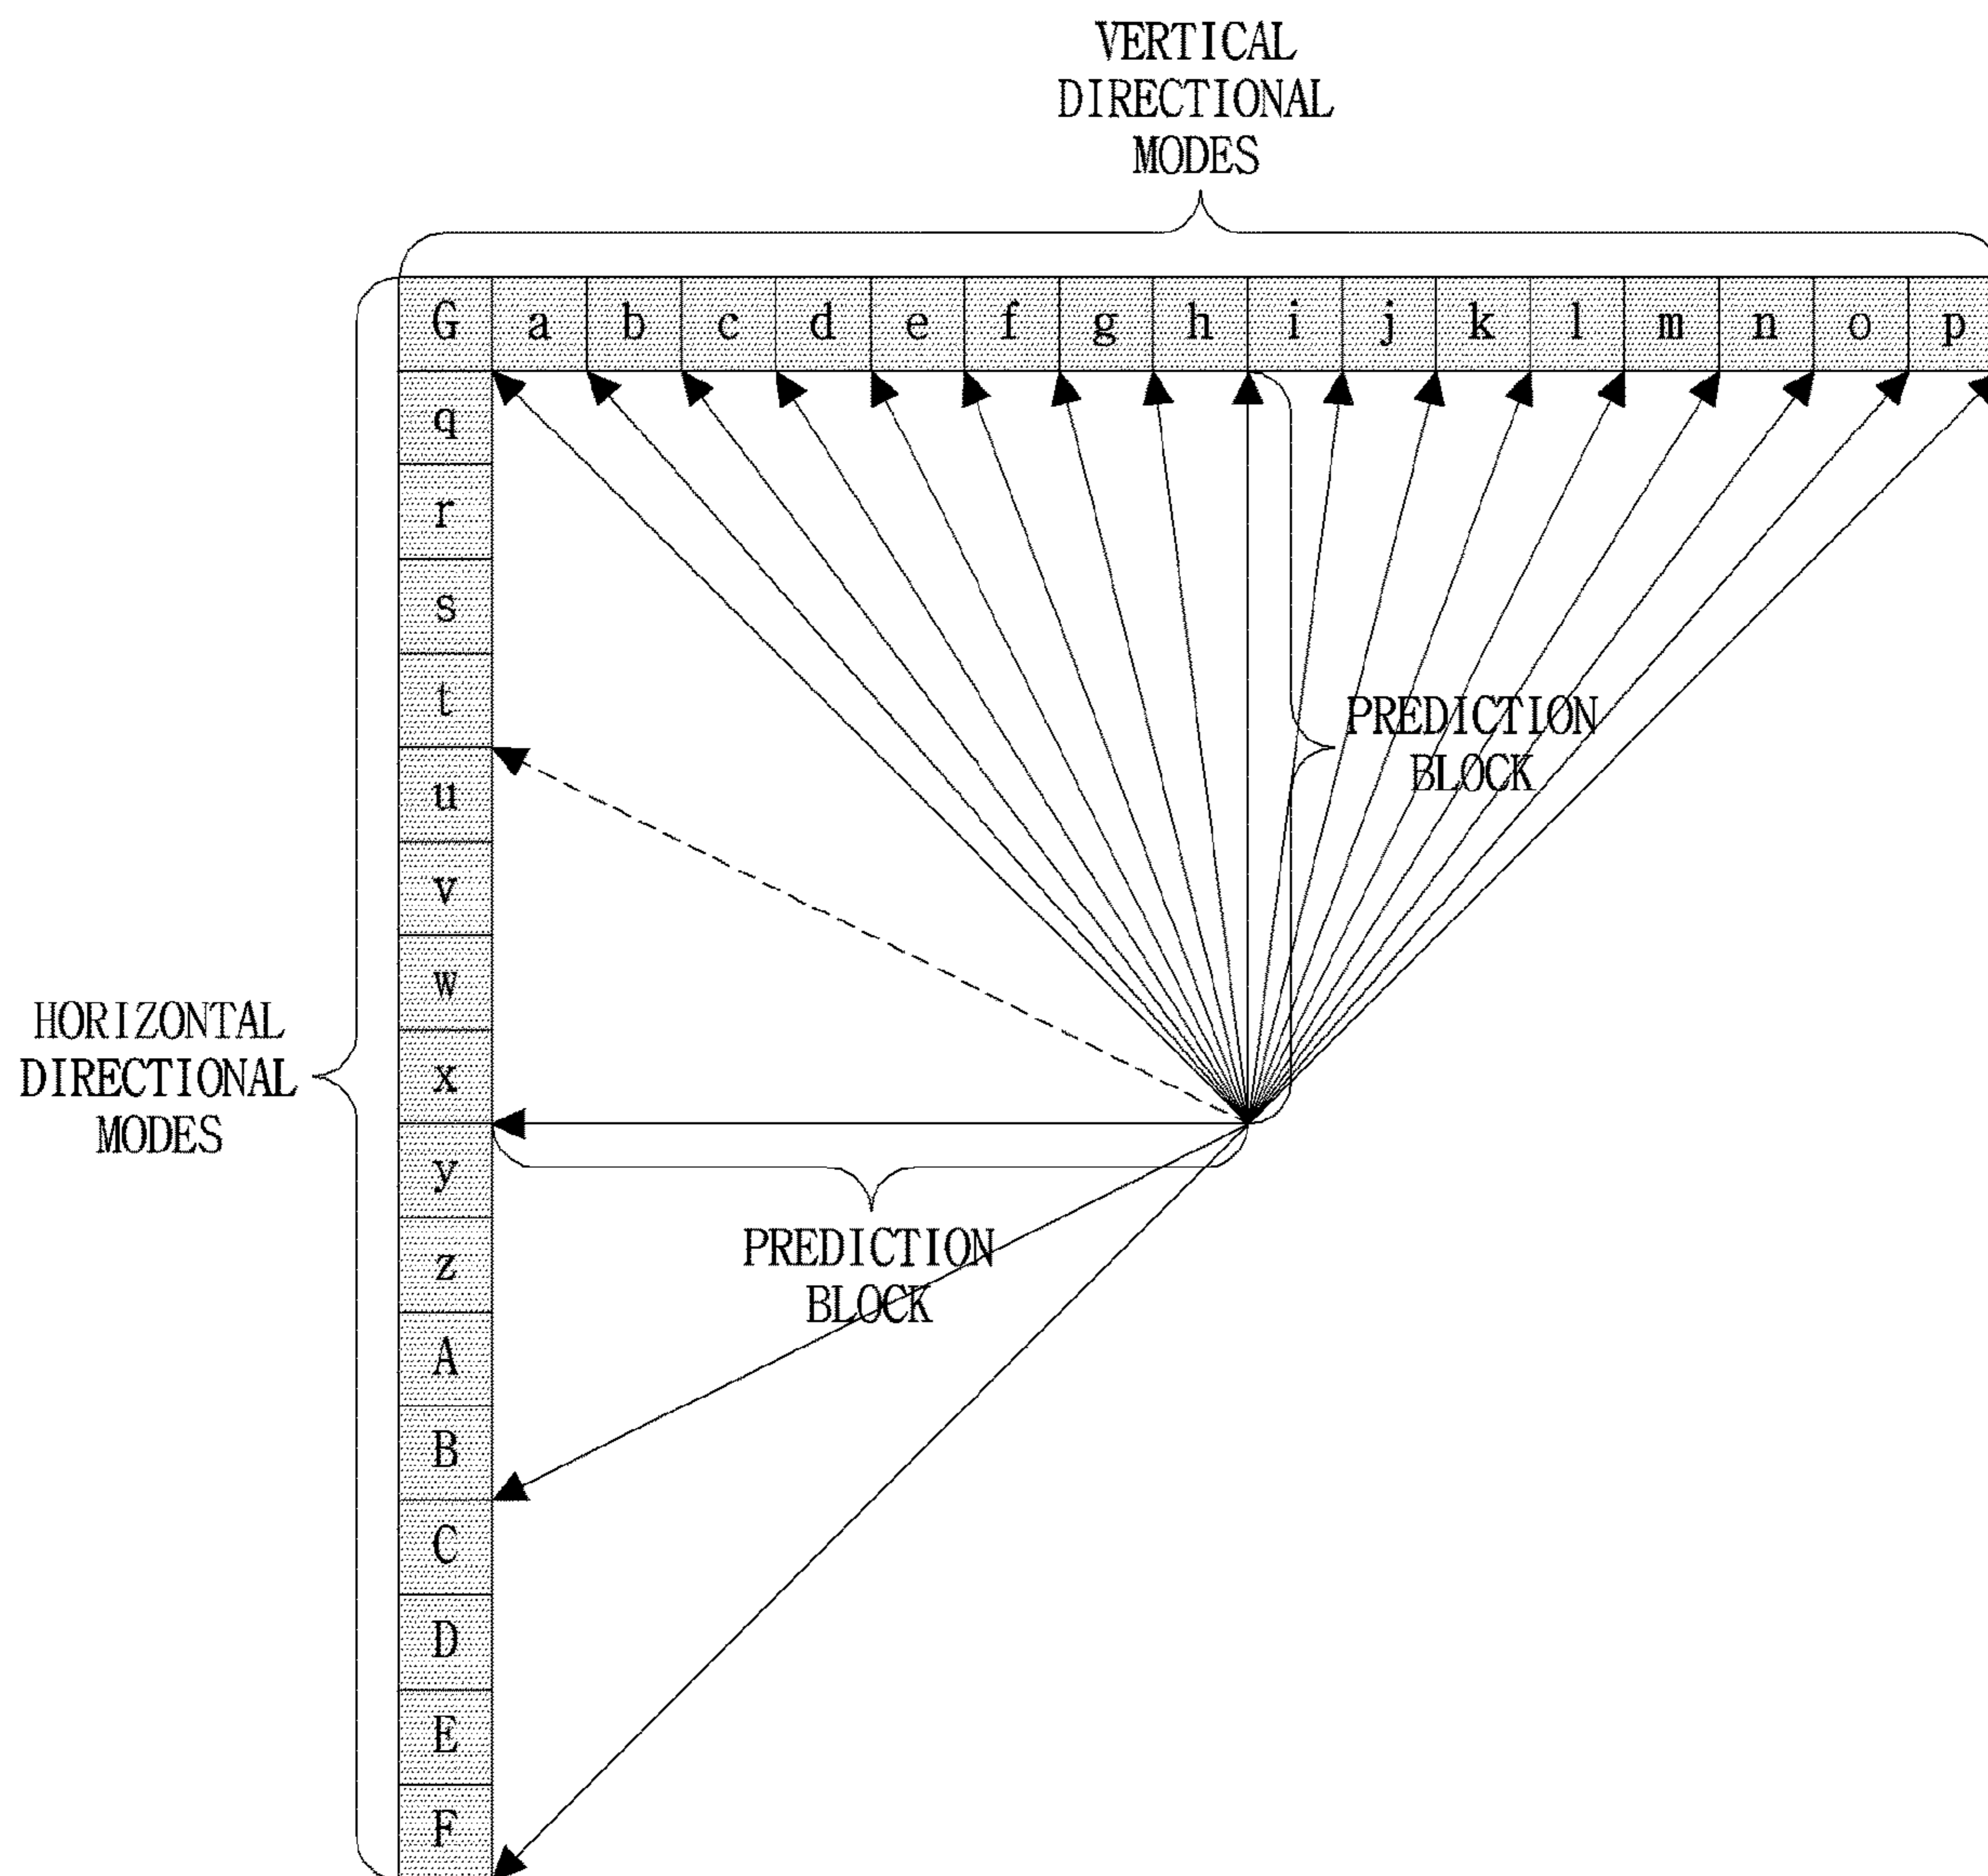 VERTICAL
DIRECTIONAL
MODES
G a b c d e f g h i j k l m n o p
q
r
s
t
u
v
w
x
y
z
A
B
C
D
E
F
PREDICTION
BLOCK
HORIZONTAL
DIRECTIONAL
MODES
PREDICTION
BLOCK